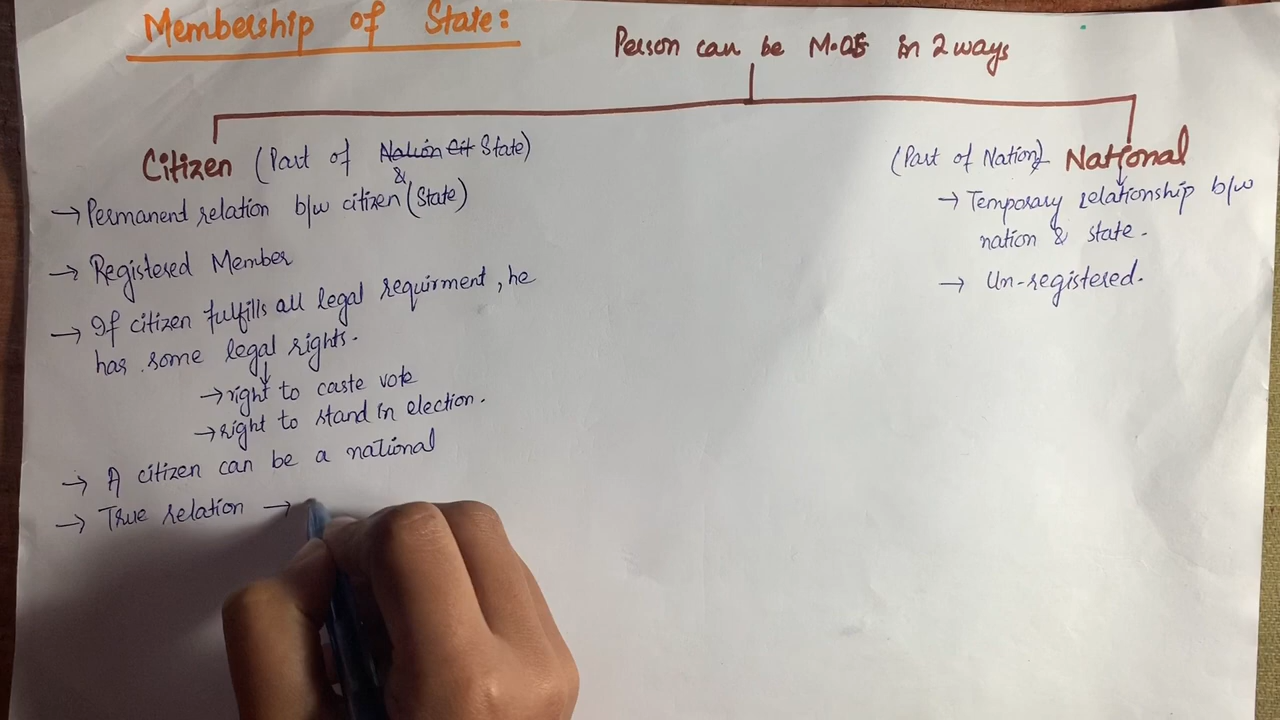 Membership of State:
Person can be M.OS in 2 ways
Citizen (Part of Nation Cit State)
&
→ Permanent relation b/w citizen (State)
→ Registered Member
→ If citizen fulfills all legal requirment, he
has some legal rights.
→ right to caste vote
→ right to stand in election.
→ A citizen can be a national
→ True relation →
(Part of Nation) National
→ Temporary relationship b/w
nation & state.
→ Un-registered.